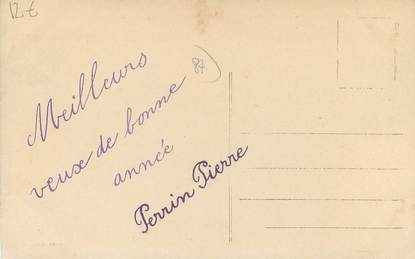 12€
87
Meilleurs
veux de bonne
année
Perrin Pierre